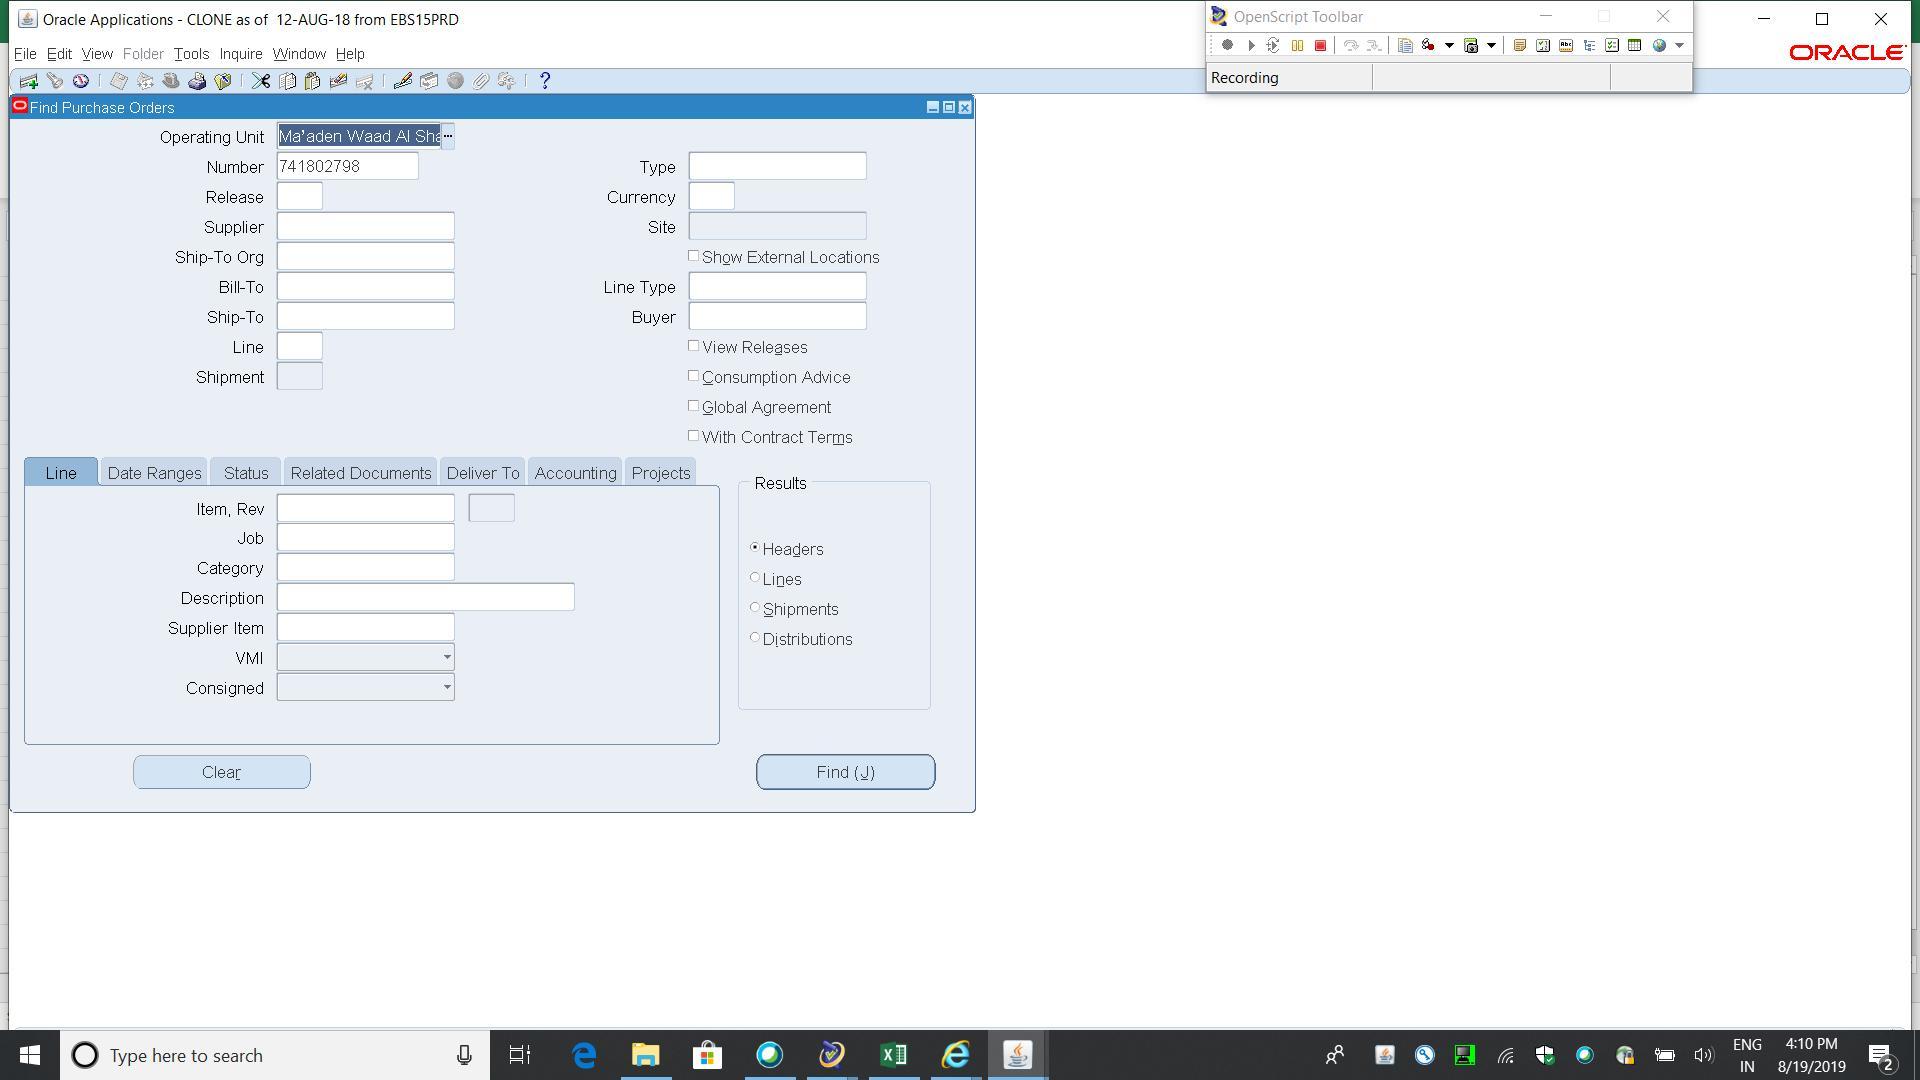 Oracle Applications - CLONE as of 12-AUG-18 from EBS15PRD
OpenScript Toolbar
File Edit View Folder Tools Inquire Window Help
ORACLE
Recording
Find Purchase Orders
Operating Unit Ma'aden Waad Al Sha
Number 741802798 Type
Release Currency
Supplier Site
Ship-To Org Show External Locations
Bill-To Line Type
Ship-To Buyer
Line View Releases
Shipment Consumption Advice
Global Agreement
With Contract Terms
Line Date Ranges Status Related Documents Deliver To Accounting Projects
Results
Item, Rev
Job
Headers
Category
Lines
Description
Shipments
Supplier Item
Distributions
VMI
Consigned
Clear Find (J)
Type here to search
ENG
IN
4:10 PM
8/19/2019
2